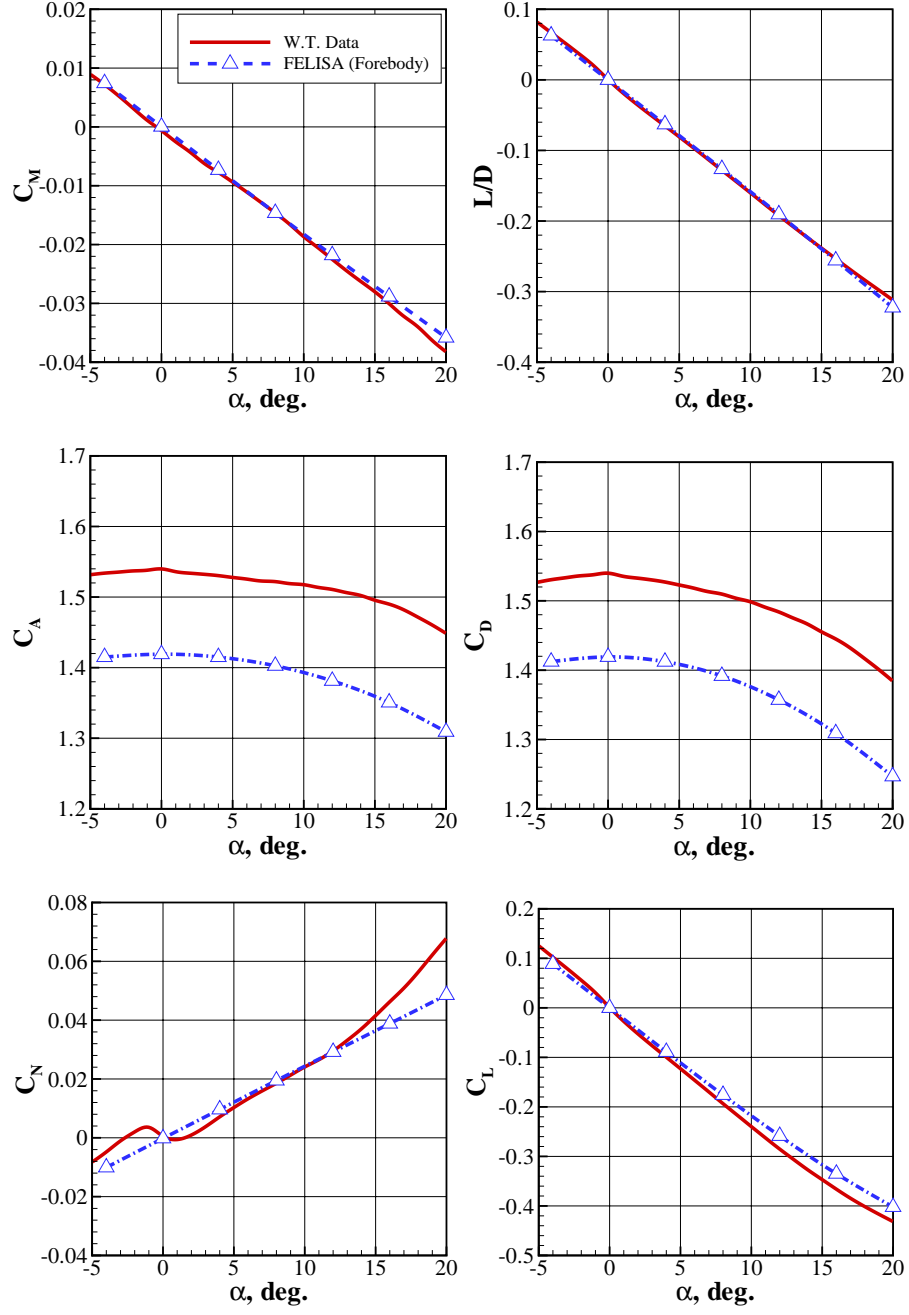 0.02
0.01
0
-0.01
-0.02
-0.03
-0.04
C_M
W.T. Data
FELISA (Forebody)
-5 0 5 10 15 20
α, deg.
0.1
0
-0.1
-0.2
-0.3
-0.4
L/D
-5 0 5 10 15 20
α, deg.
1.7
1.6
1.5
1.4
1.3
1.2
C_A
-5 0 5 10 15 20
α, deg.
1.7
1.6
1.5
1.4
1.3
1.2
C_D
-5 0 5 10 15 20
α, deg.
0.08
0.06
0.04
0.02
0
-0.02
-0.04
C_N
-5 0 5 10 15 20
α, deg.
0.2
0.1
0
-0.1
-0.2
-0.3
-0.4
-0.5
C_L
-5 0 5 10 15 20
α, deg.